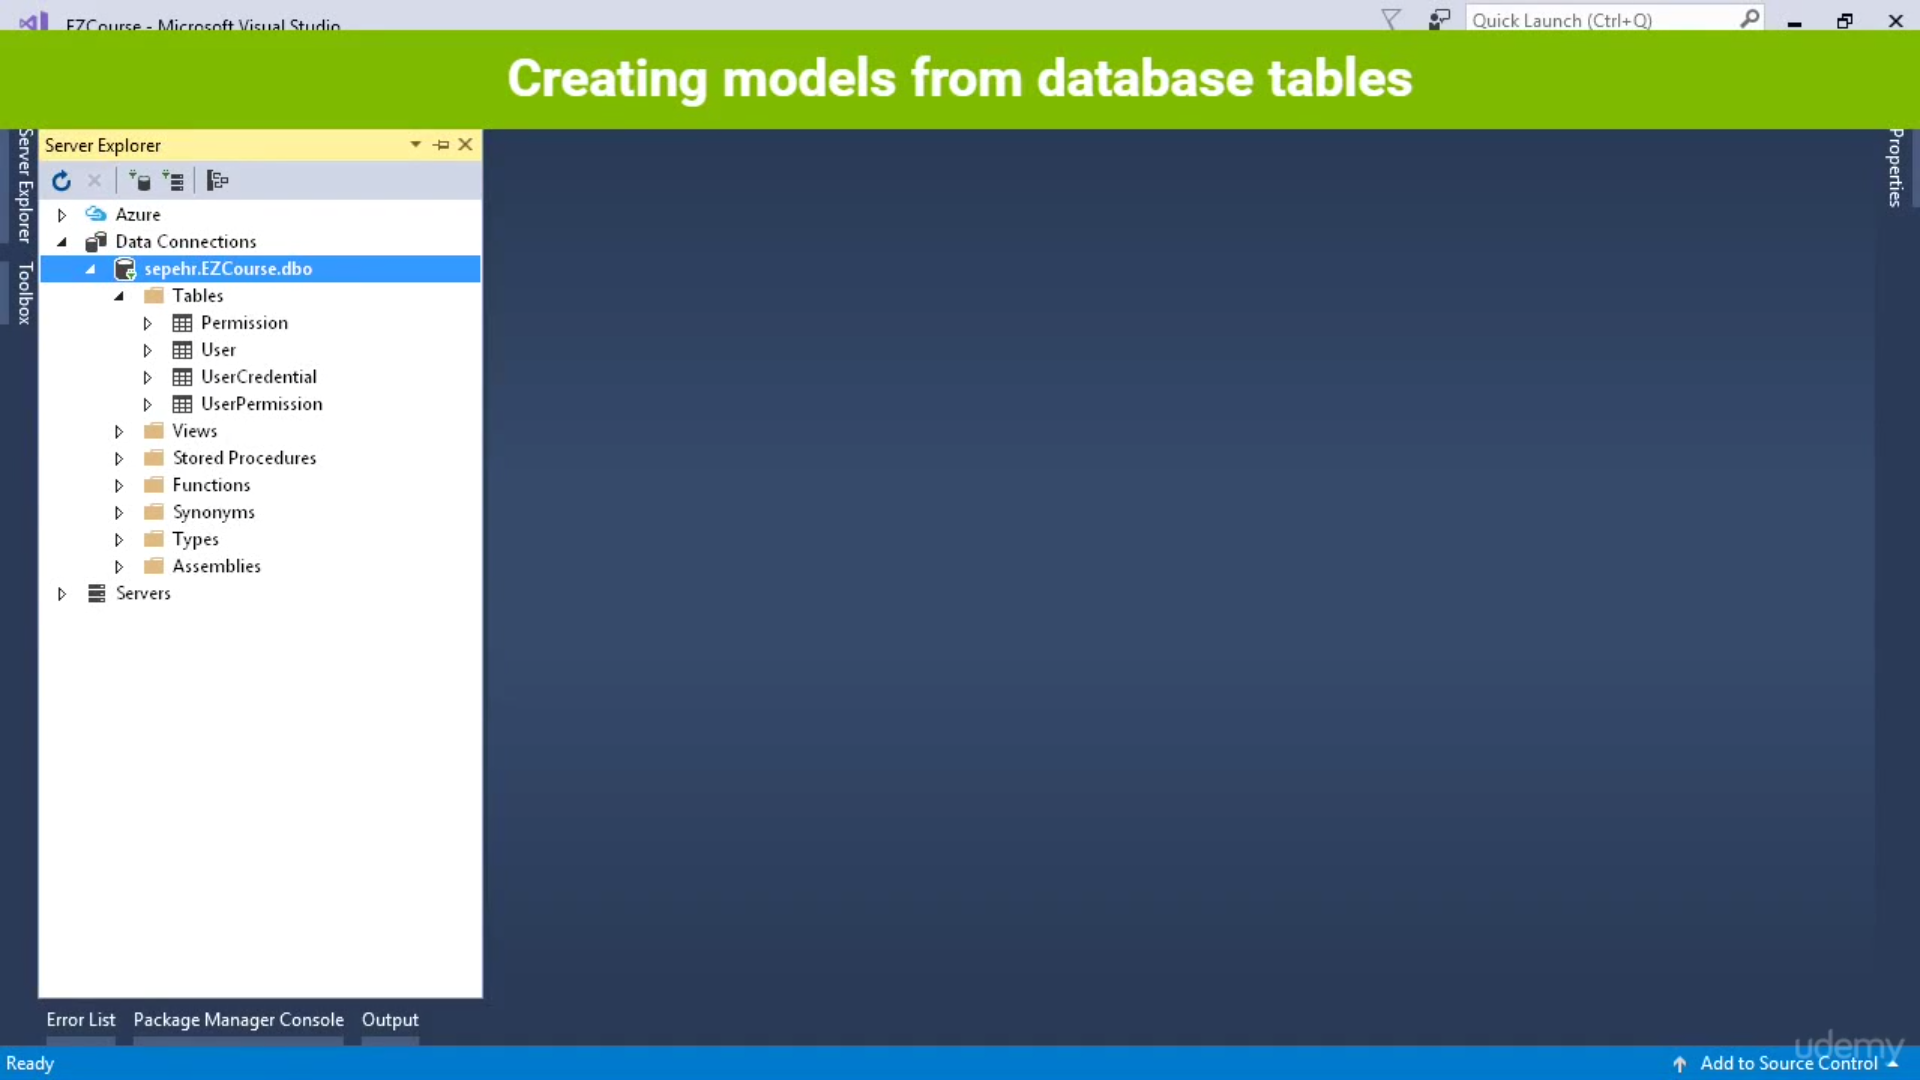 EZCourse - Microsoft Visual Studio
Quick Launch (Ctrl+Q)
Creating models from database tables
Server Explorer
Toolbox
Server Explorer
Azure
Data Connections
sepehr.EZCourse.dbo
Tables
Permission
User
UserCredential
UserPermission
Views
Stored Procedures
Functions
Synonyms
Types
Assemblies
Servers
Properties
Error List Package Manager Console Output
Ready
Add to Source Control
udemy